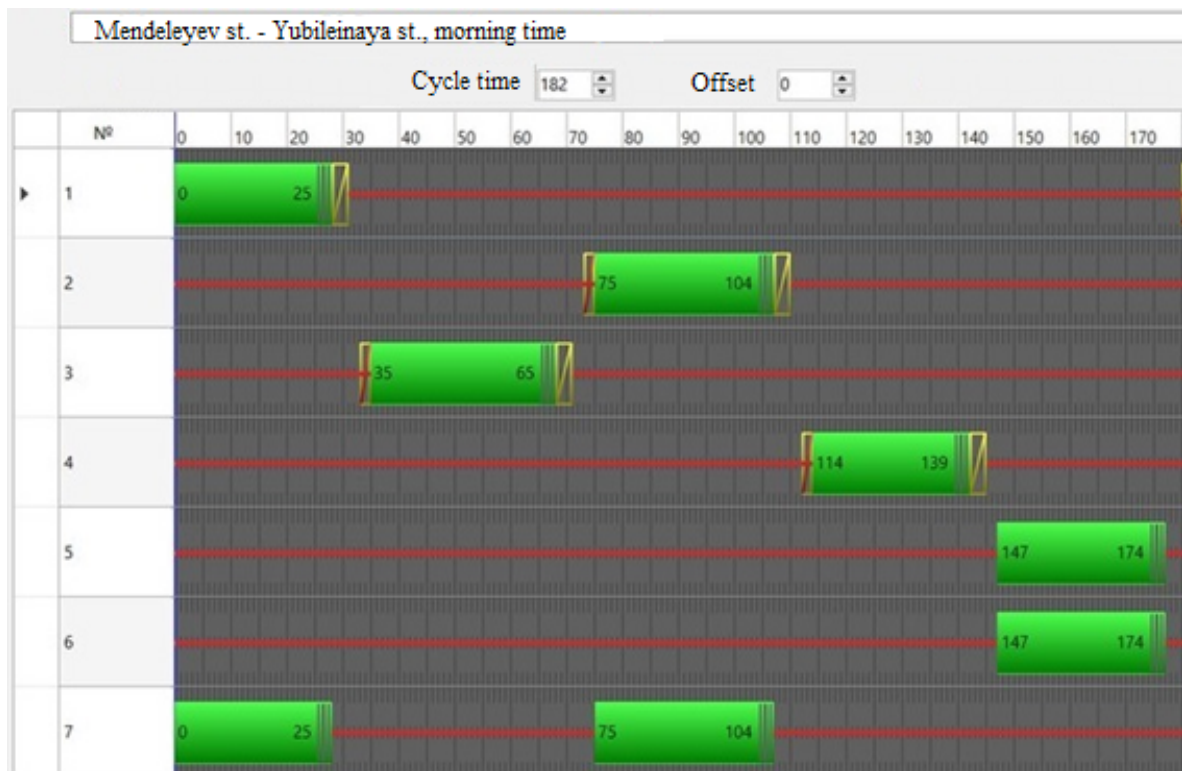 Mendeleyev st. - Yubileinaya st., morning time
Cycle time 182 Offset 0
№ 0 10 20 30 40 50 60 70 80 90 100 110 120 130 140 150 160 170
1 0 25
2 75 104
3 35 65
4 114 139
5 147 174
6 147 174
7 0 25 75 104